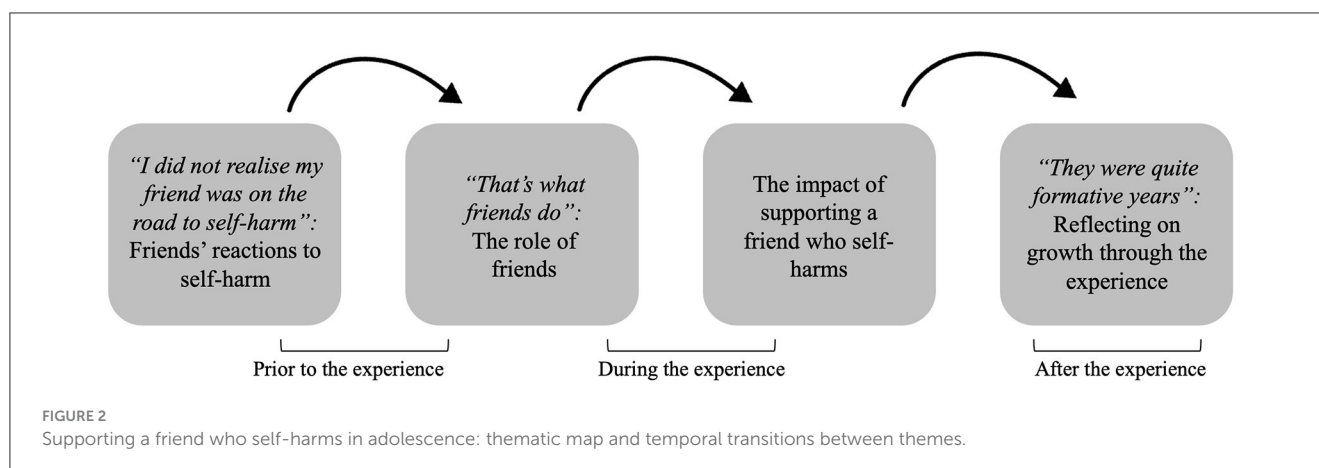 “I did not realise my
friend was on the
road to self-harm”:
Friends’ reactions to
self-harm
“That’s what
friends do”:
The role of
friends
The impact of
supporting a
friend who self-
harms
“They were quite
formative years”:
Reflecting on
growth through the
experience
Prior to the experience
During the experience
After the experience
FIGURE 2
Supporting a friend who self-harms in adolescence: thematic map and temporal transitions between themes.